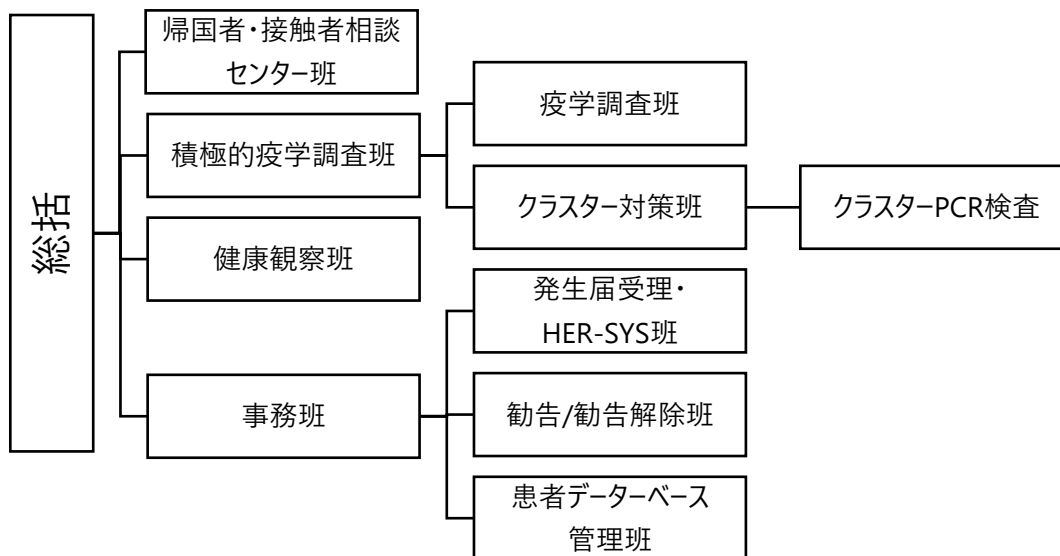 総括
帰国者・接触者相談
センター班
積極的疫学調査班
健康観察班
事務班
疫学調査班
クラスター対策班
発生届受理・
HER-SYS班
勧告/勧告解除班
患者データーベース
管理班
クラスターPCR検査